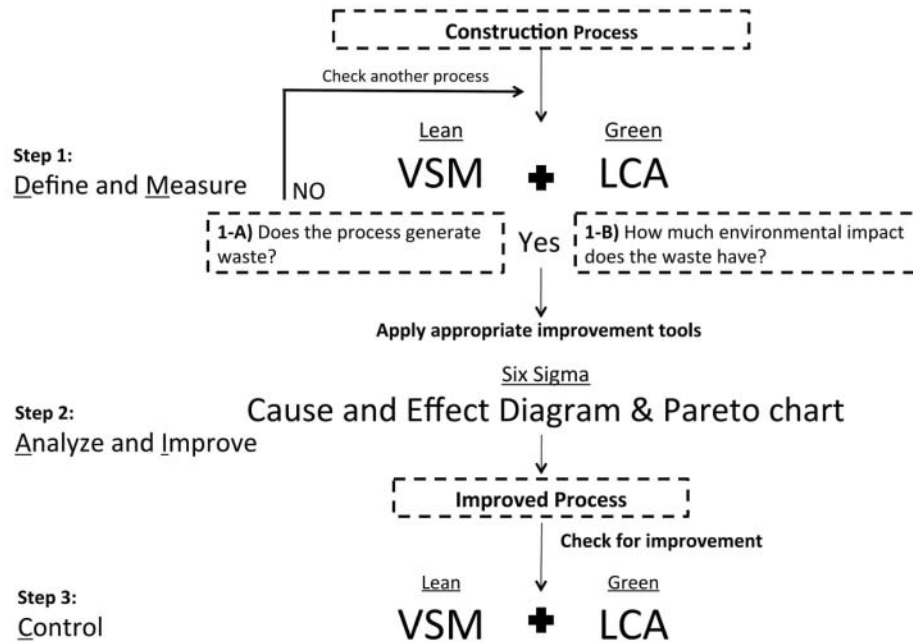 Construction Process
Check another process
Lean
Green
Step 1:
Define and Measure
VSM
LCA
NO
1-A) Does the process generate
waste?
Yes
1-B) How much environmental impact
does the waste have?
Apply appropriate improvement tools
Six Sigma
Step 2:
Analyze and Improve
Cause and Effect Diagram & Pareto chart
Improved Process
Check for improvement
Lean
Green
Step 3:
Control
VSM
LCA